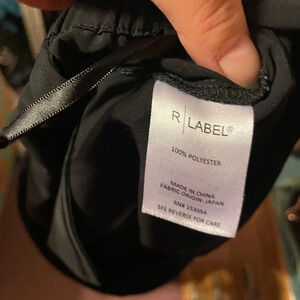 R|LABEL®
100% POLYESTER
MADE IN CHINA
FABRIC ORIGIN: JAPAN
RN# 153054
SEE REVERSE FOR CARE